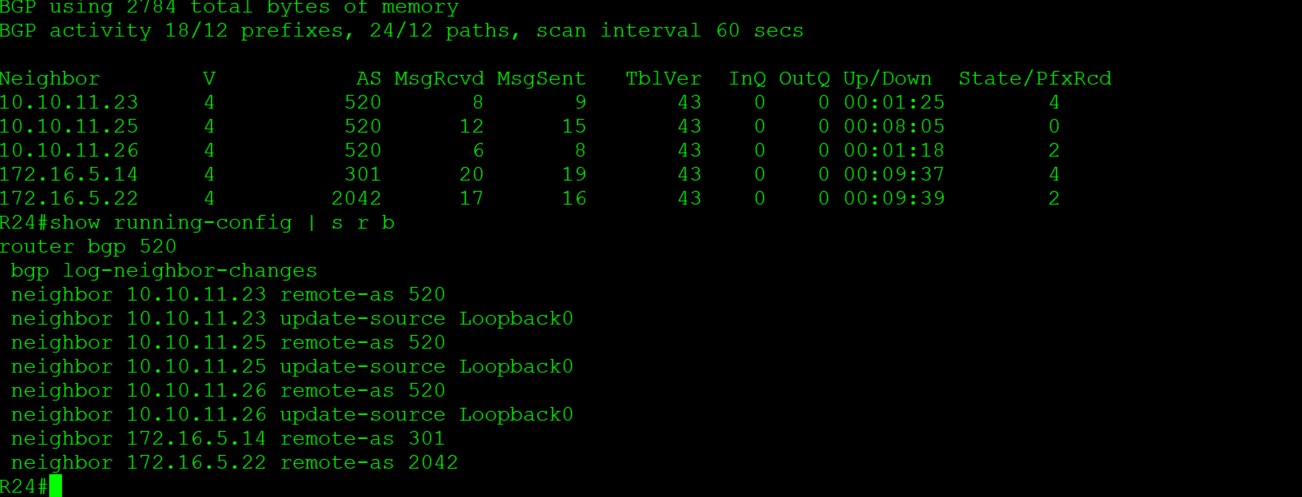 BGP using 2784 total bytes of memory
BGP activity 18/12 prefixes, 24/12 paths, scan interval 60 secs
Neighbor V AS MsgRcvd MsgSent TblVer InQ OutQ Up/Down State/PfxRcd
10.10.11.23 4 520 8 9 43 0 0 00:01:25 4
10.10.11.25 4 520 12 15 43 0 0 00:08:05 0
10.10.11.26 4 520 6 8 43 0 0 00:01:18 2
172.16.5.14 4 301 20 19 43 0 0 00:09:37 4
172.16.5.22 4 2042 17 16 43 0 0 00:09:39 2
R24#show running-config | s r b
router bgp 520
 bgp log-neighbor-changes
 neighbor 10.10.11.23 remote-as 520
 neighbor 10.10.11.23 update-source Loopback0
 neighbor 10.10.11.25 remote-as 520
 neighbor 10.10.11.25 update-source Loopback0
 neighbor 10.10.11.26 remote-as 520
 neighbor 10.10.11.26 update-source Loopback0
 neighbor 172.16.5.14 remote-as 301
 neighbor 172.16.5.22 remote-as 2042
R24#